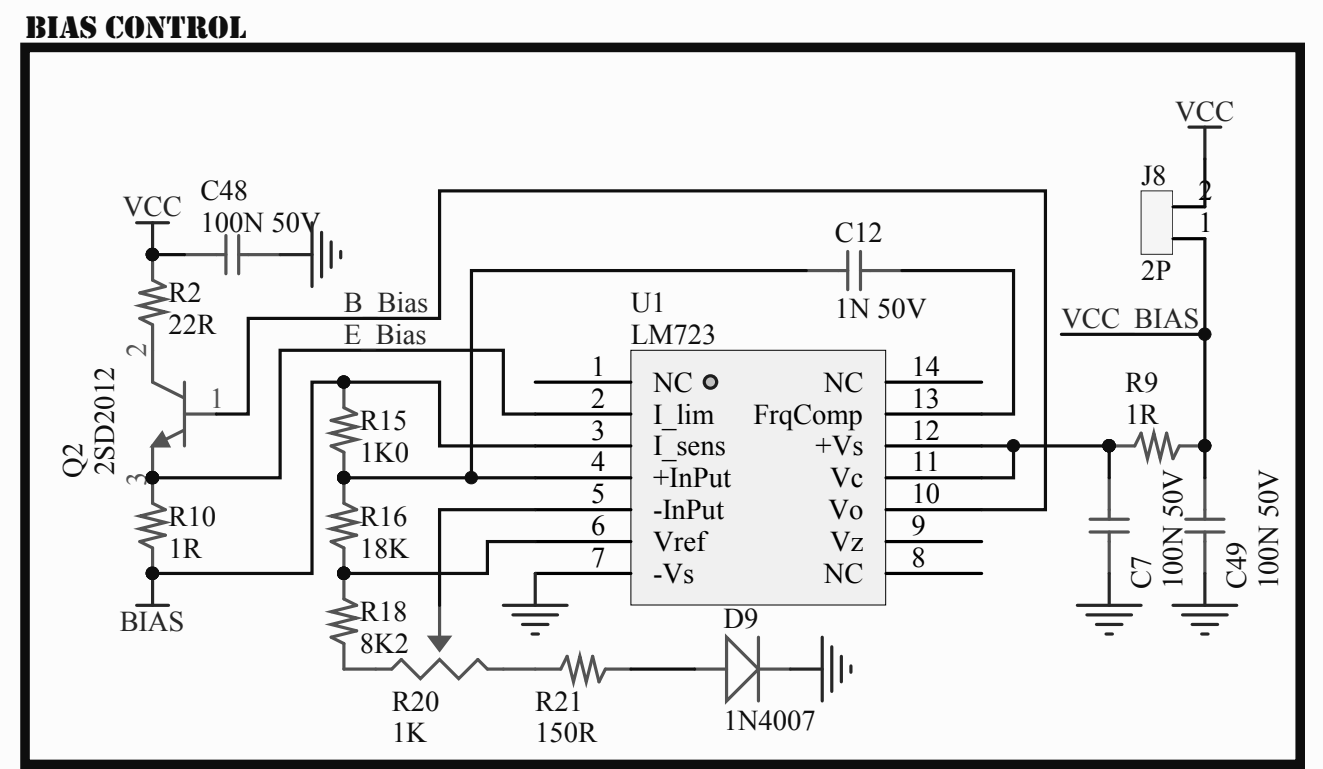 BIAS CONTROL
VCC
C48
100N 50V
R2
22R
2
1
Q2
2SD2012
3
R10
1R
BIAS
B Bias
E Bias
R15
1K0
R16
18K
R18
8K2
R20
1K
R21
150R
D9
1N4007
C12
1N 50V
U1
LM723
1 NC NC 14
2 I_lim FrqComp 13
3 I_sens +Vs 12
4 +InPut Vc 11
5 -InPut Vo 10
6 Vref Vz 9
7 -Vs NC 8
VCC
J8
2
1
2P
VCC BIAS
R9
1R
C7
100N 50V
C49
100N 50V